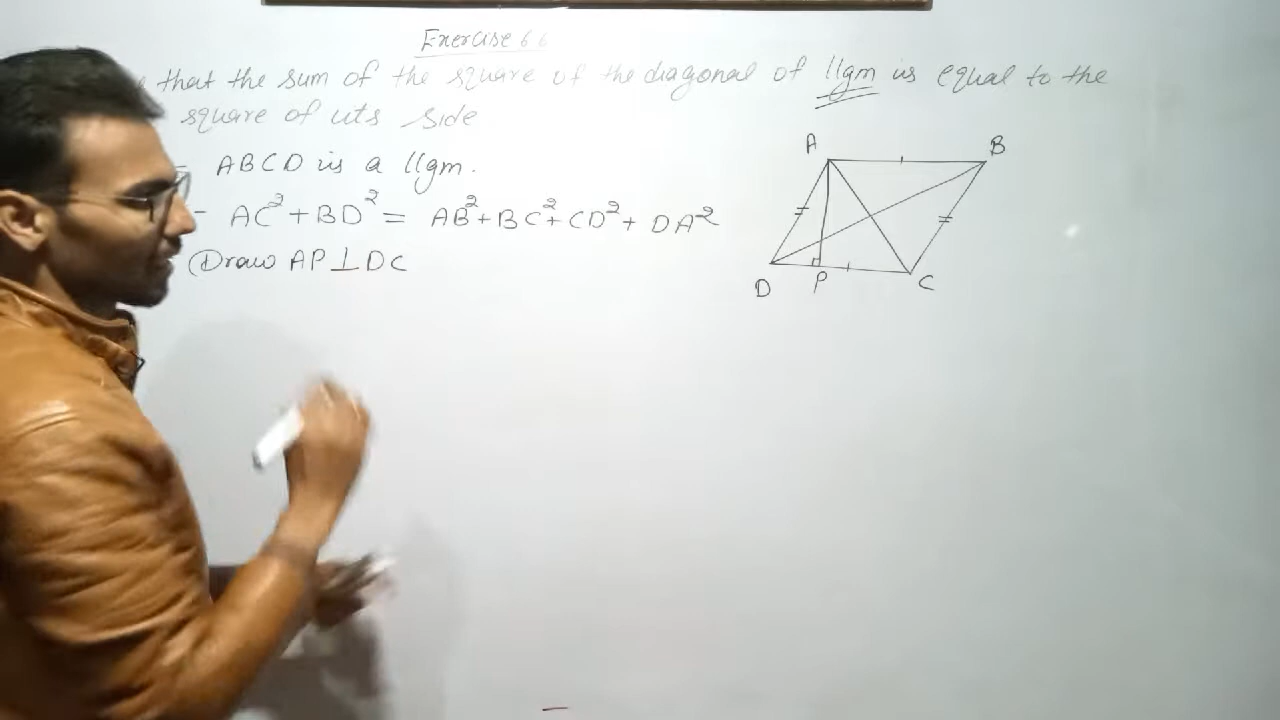 Exercise 6.6
that the sum of the square of the diagonal of llgm is equal to the
square of its side
ABCD is a llgm.
- AC² + BD² = AB² + BC² + CD² + DA²
Draw AP⊥DC
A B
D P C